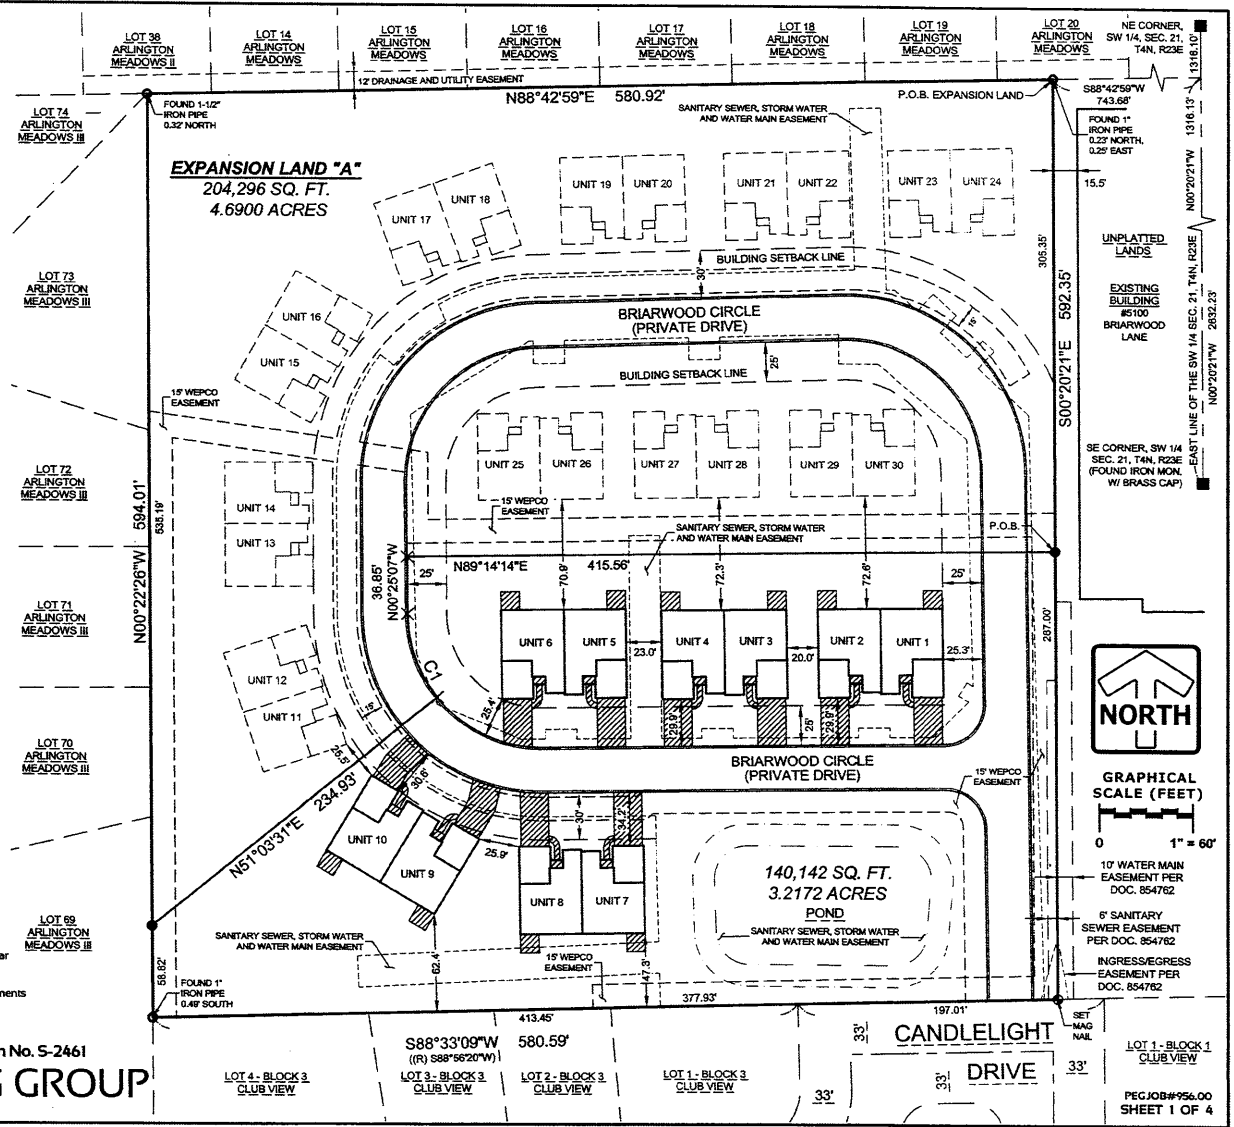 LOT 38
ARLINGTON
MEADOWS II
LOT 14
ARLINGTON
MEADOWS
LOT 15
ARLINGTON
MEADOWS
LOT 16
ARLINGTON
MEADOWS
LOT 17
ARLINGTON
MEADOWS
LOT 18
ARLINGTON
MEADOWS
LOT 19
ARLINGTON
MEADOWS
LOT 20
ARLINGTON
MEADOWS
NE CORNER,
SW 1/4, SEC. 21,
T4N, R23E
1316.10'
12' DRAINAGE AND UTILITY EASEMENT
N88°42'59"E 580.92'
P.O.B. EXPANSION LAND
S88°42'59"W
743.68'
FOUND 1-1/2"
IRON PIPE
0.32' NORTH
SANITARY SEWER, STORM WATER
AND WATER MAIN EASEMENT
FOUND 1"
IRON PIPE
0.23' NORTH,
0.25' EAST
N00°20'21"W 1316.13'
LOT 74
ARLINGTON
MEADOWS III
EXPANSION LAND "A"
204,296 SQ. FT.
4.6900 ACRES
15.5'
UNIT 17
UNIT 18
UNIT 19
UNIT 20
UNIT 21
UNIT 22
UNIT 23
UNIT 24
305.35'
S00°20'21"E 592.35'
UNPLATTED
LANDS
EXISTING
BUILDING
#5100
BRIARWOOD
LANE
EAST LINE OF THE SW 1/4 SEC. 21, T4N, R23E
N00°20'21"W 2632.23'
BUILDING SETBACK LINE
30'
LOT 73
ARLINGTON
MEADOWS III
UNIT 16
UNIT 15
BRIARWOOD CIRCLE
(PRIVATE DRIVE)
15'
25'
BUILDING SETBACK LINE
15' WEPCO
EASEMENT
LOT 72
ARLINGTON
MEADOWS III
UNIT 25
UNIT 26
UNIT 27
UNIT 28
UNIT 29
UNIT 30
SE CORNER, SW 1/4
SEC. 21, T4N, R23E
(FOUND IRON MON.
W/ BRASS CAP)
N00°22'26"W 594.01'
535.19'
UNIT 14
UNIT 13
15' WEPCO
EASEMENT
SANITARY SEWER, STORM WATER
AND WATER MAIN EASEMENT
P.O.B.
N89°14'14"E 415.56'
36.85'
N00°25'07"W
25'
70.9'
72.3'
72.6'
25'
LOT 71
ARLINGTON
MEADOWS III
287.00'
UNIT 6
UNIT 5
23.0'
UNIT 4
UNIT 3
20.0'
UNIT 2
UNIT 1
25.3'
UNIT 12
UNIT 11
C1
25.4'
29.9'
25'
29.9'
15'
25.5'
NORTH
LOT 70
ARLINGTON
MEADOWS III
BRIARWOOD CIRCLE
(PRIVATE DRIVE)
15' WEPCO
EASEMENT
GRAPHICAL
SCALE (FEET)
0 1" = 60'
N51°03'31"E 234.93'
30.6'
30'
34.2'
UNIT 10
UNIT 9
25.9'
UNIT 8
UNIT 7
140,142 SQ. FT.
3.2172 ACRES
POND
SANITARY SEWER, STORM WATER
AND WATER MAIN EASEMENT
10' WATER MAIN
EASEMENT PER
DOC. 854762
6' SANITARY
SEWER EASEMENT
PER DOC. 854762
INGRESS/EGRESS
EASEMENT PER
DOC. 854762
LOT 69
ARLINGTON
MEADOWS III
ar
SANITARY SEWER, STORM WATER
AND WATER MAIN EASEMENT
15' WEPCO
EASEMENT
62.4'
47.3'
58.82'
FOUND 1"
IRON PIPE
0.49' SOUTH
ments
413.45'
377.93'
197.01'
SET
MAG
NAIL
S88°33'09"W 580.59'
((R) S88°56'20"W)
33'
CANDLELIGHT
DRIVE
33'
33'
33'
n No. S-2461
G GROUP
LOT 4 - BLOCK 3
CLUB VIEW
LOT 3 - BLOCK 3
CLUB VIEW
LOT 2 - BLOCK 3
CLUB VIEW
LOT 1 - BLOCK 3
CLUB VIEW
LOT 1 - BLOCK 1
CLUB VIEW
PEGJOB#956.00
SHEET 1 OF 4